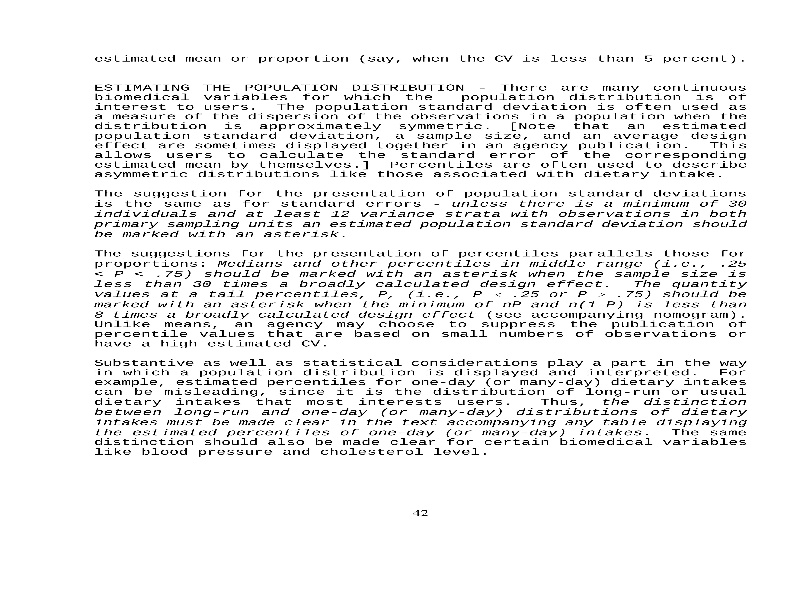 estimated mean or proportion (say, when the CV is less than 5 percent).
ESTIMATING THE POPULATION DISTRIBUTION - There are many continuous
biomedical variables for which the population distribution is of
interest to users. The population standard deviation is often used as
a measure of the dispersion of the observations in a population when the
distribution is approximately symmetric. [Note that an estimated
population standard deviation, a sample size, and an average design
effect are sometimes displayed together in an agency publication. This
allows users to calculate the standard error of the corresponding
estimated mean by themselves.] Percentiles are often used to describe
asymmetric distributions like those associated with dietary intake.
The suggestion for the presentation of population standard deviations
is the same as for standard errors - unless there is a minimum of 30
individuals and at least 12 variance strata with observations in both
primary sampling units an estimated population standard deviation should
be marked with an asterisk.
The suggestions for the presentation of percentiles parallels those for
proportions: Medians and other percentiles in middle range (i.e., .25
< P < .75) should be marked with an asterisk when the sample size is
less than 30 times a broadly calculated design effect. The quantity
values at a tail percentiles, P, (i.e., P < .25 or P > .75) should be
marked with an asterisk when the minimum of nP and n(1-P) is less than
8 times a broadly calculated design effect (see accompanying nomogram).
Unlike means, an agency may choose to suppress the publication of
percentile values that are based on small numbers of observations or
have a high estimated CV.
Substantive as well as statistical considerations play a part in the way
in which a population distribution is displayed and interpreted. For
example, estimated percentiles for one-day (or many-day) dietary intakes
can be misleading, since it is the distribution of long-run or usual
dietary intakes that most interests users. Thus, the distinction
between long-run and one-day (or many-day) distributions of dietary
intakes must be made clear in the text accompanying any table displaying
the estimated percentiles of one-day (or many-day) intakes. The same
distinction should also be made clear for certain biomedical variables
like blood pressure and cholesterol level.
42